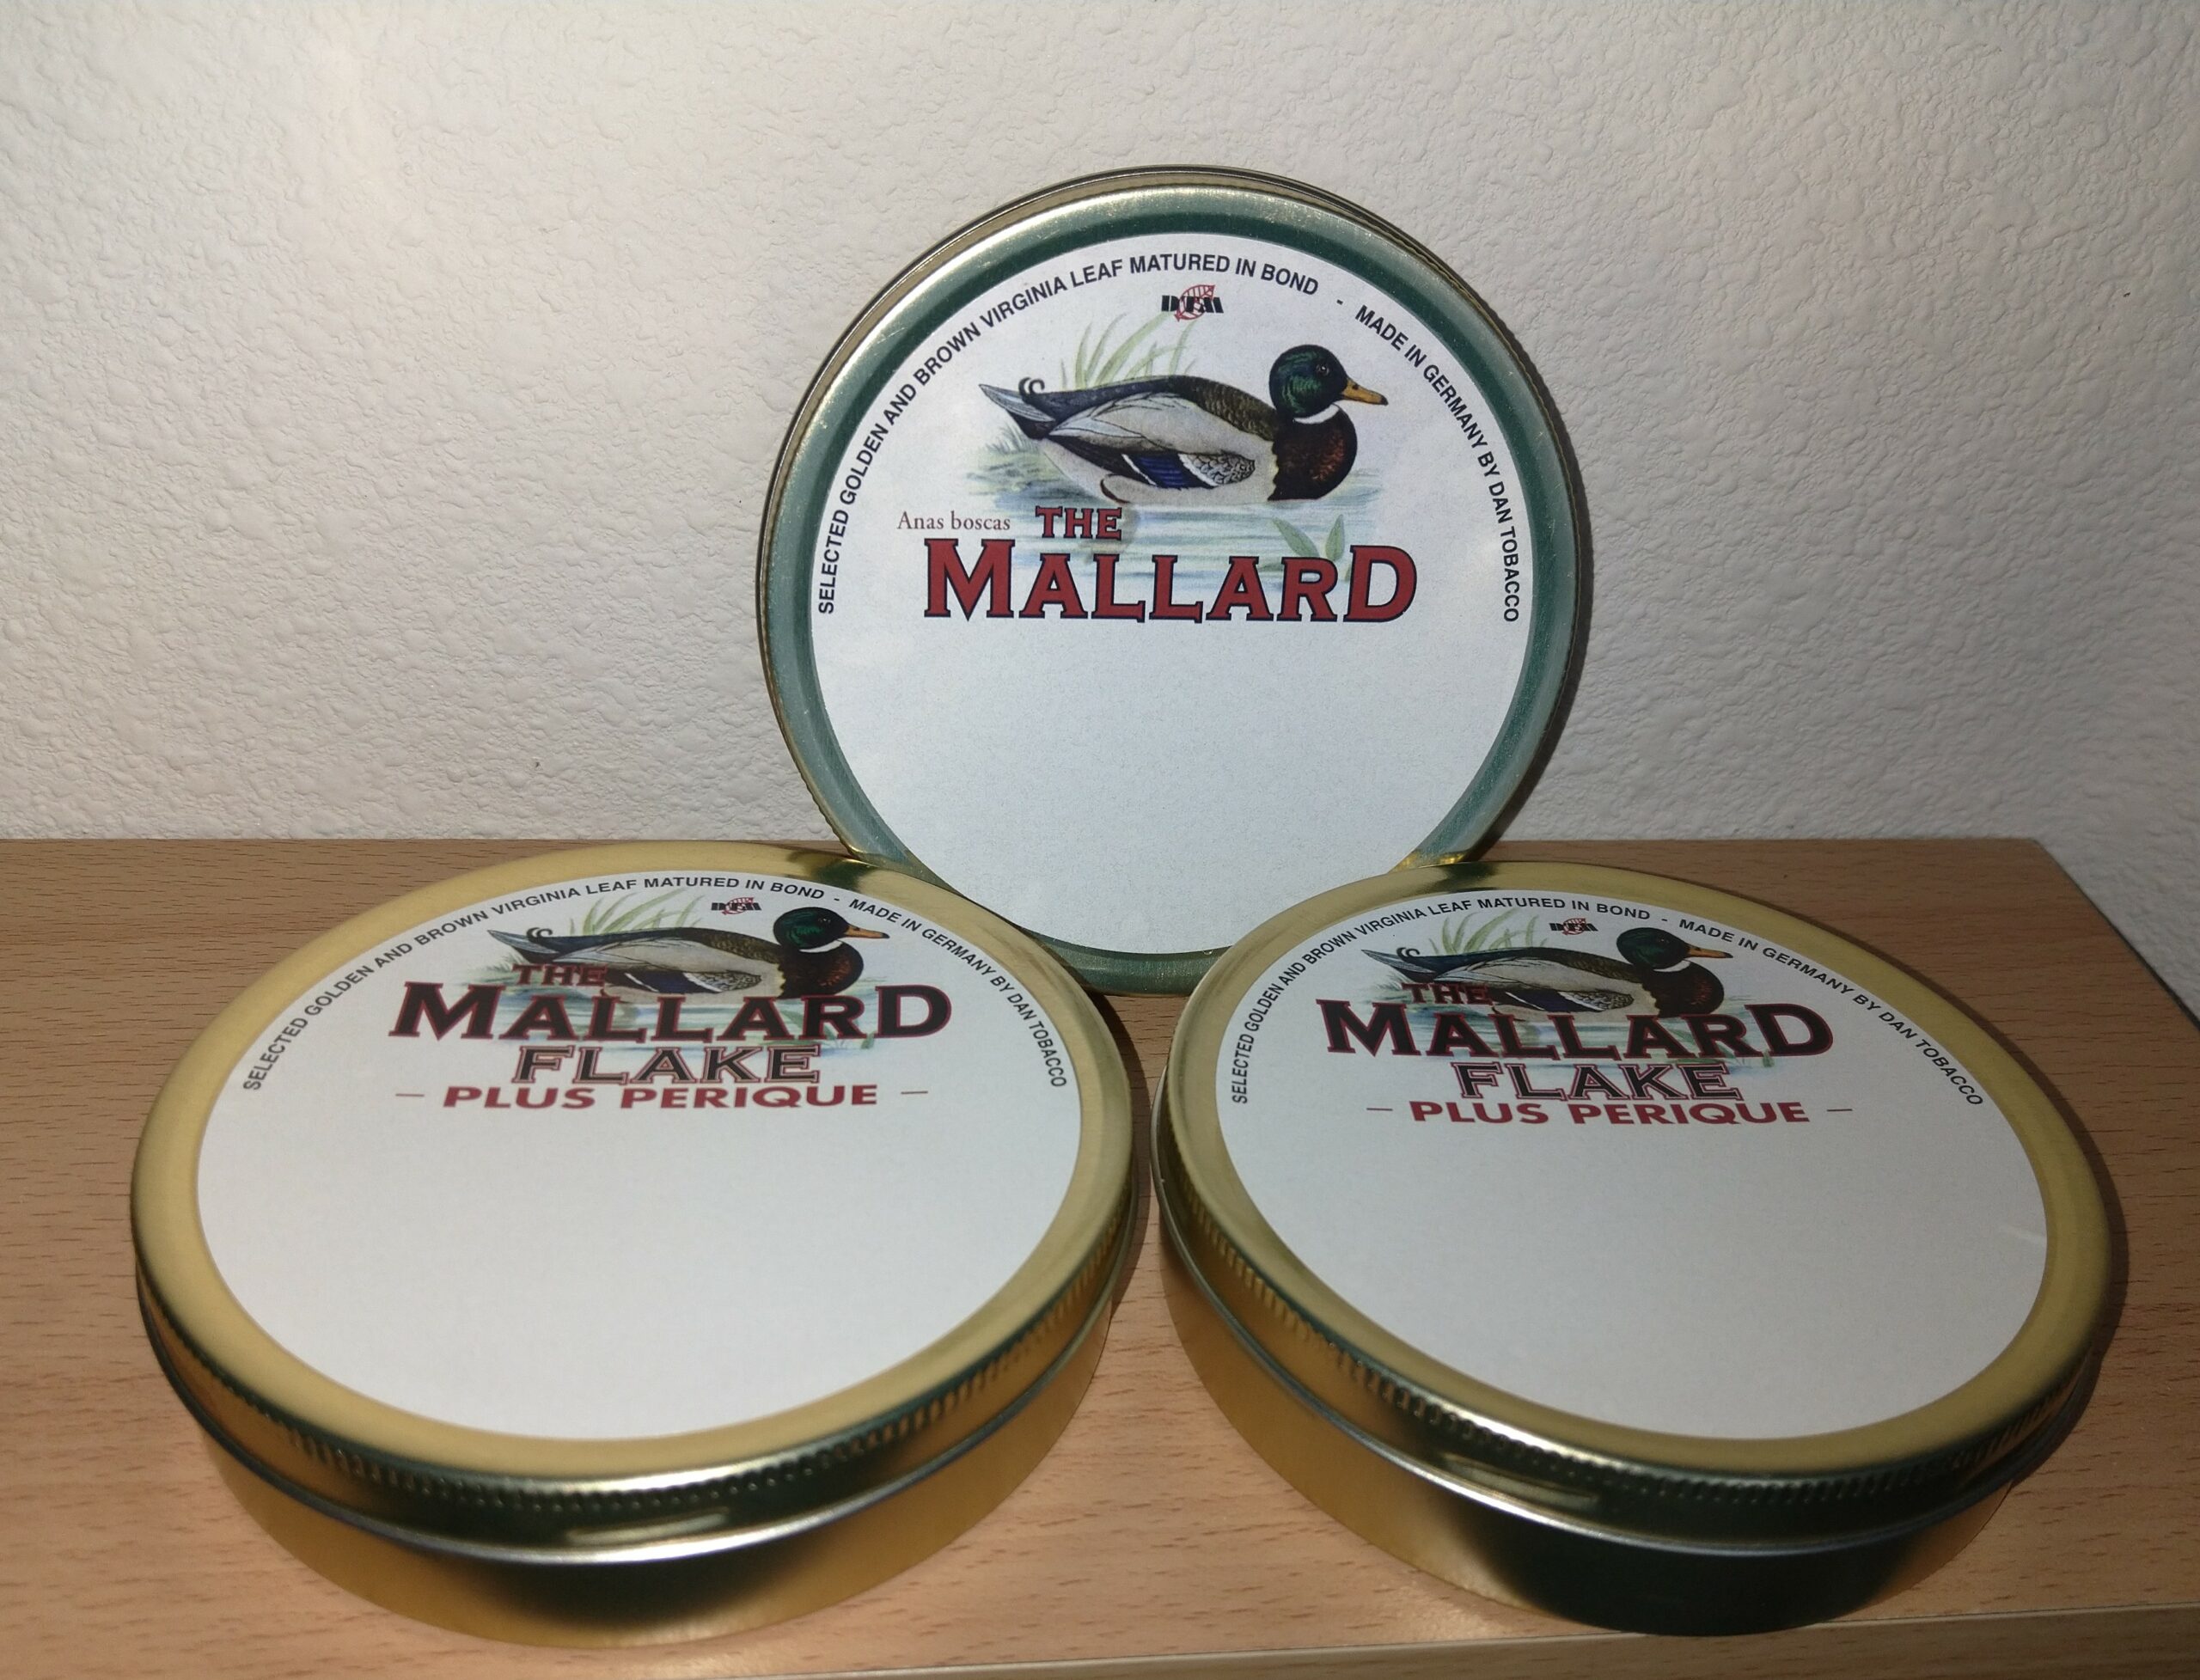 SELECTED GOLDEN AND BROWN VIRGINIA LEAF MATURED IN BOND - MADE IN GERMANY BY DAN TOBACCO
Anas boscas
THE
MALLARD
SELECTED GOLDEN AND BROWN VIRGINIA LEAF MATURED IN BOND - MADE IN GERMANY BY DAN TOBACCO
THE
MALLARD
FLAKE
- PLUS PERIQUE -
SELECTED GOLDEN AND BROWN VIRGINIA LEAF MATURED IN BOND - MADE IN GERMANY BY DAN TOBACCO
THE
MALLARD
FLAKE
- PLUS PERIQUE -